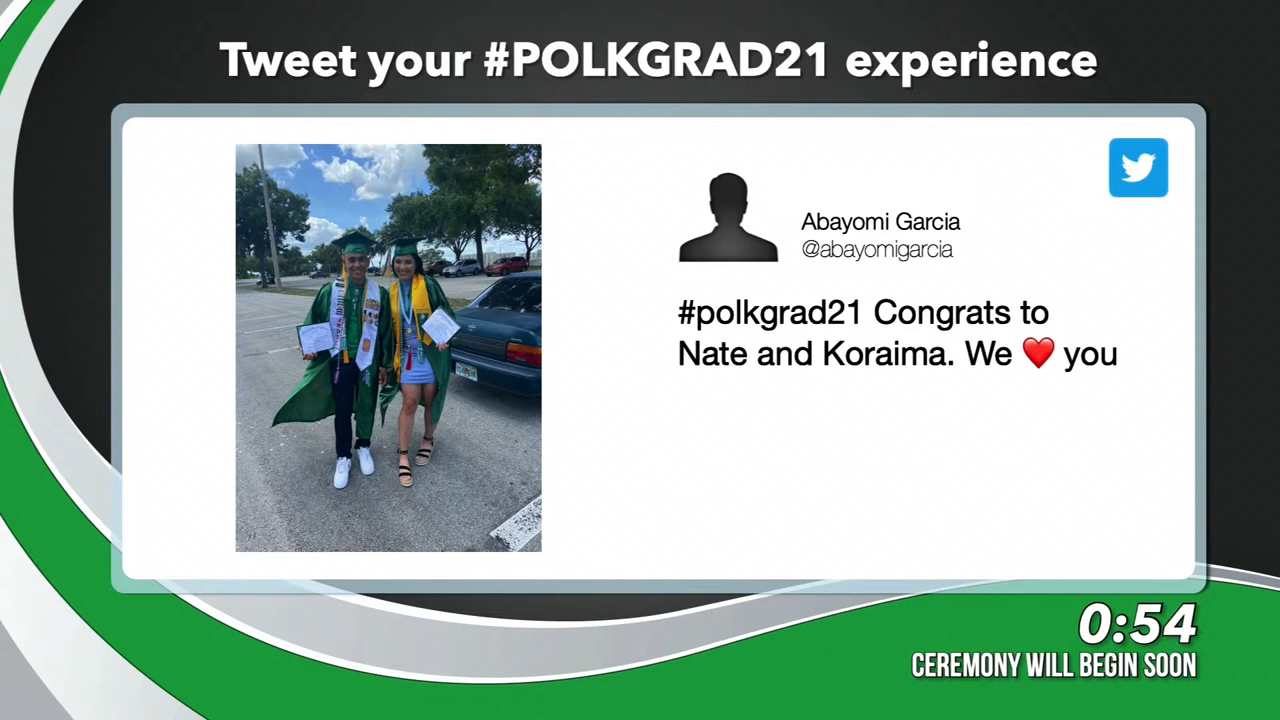 Tweet your #POLKGRAD21 experience
Abayomi Garcia
@abayomigarcia
#polkgrad21 Congrats to
Nate and Koraima. We ❤️ you
0:54
CEREMONY WILL BEGIN SOON